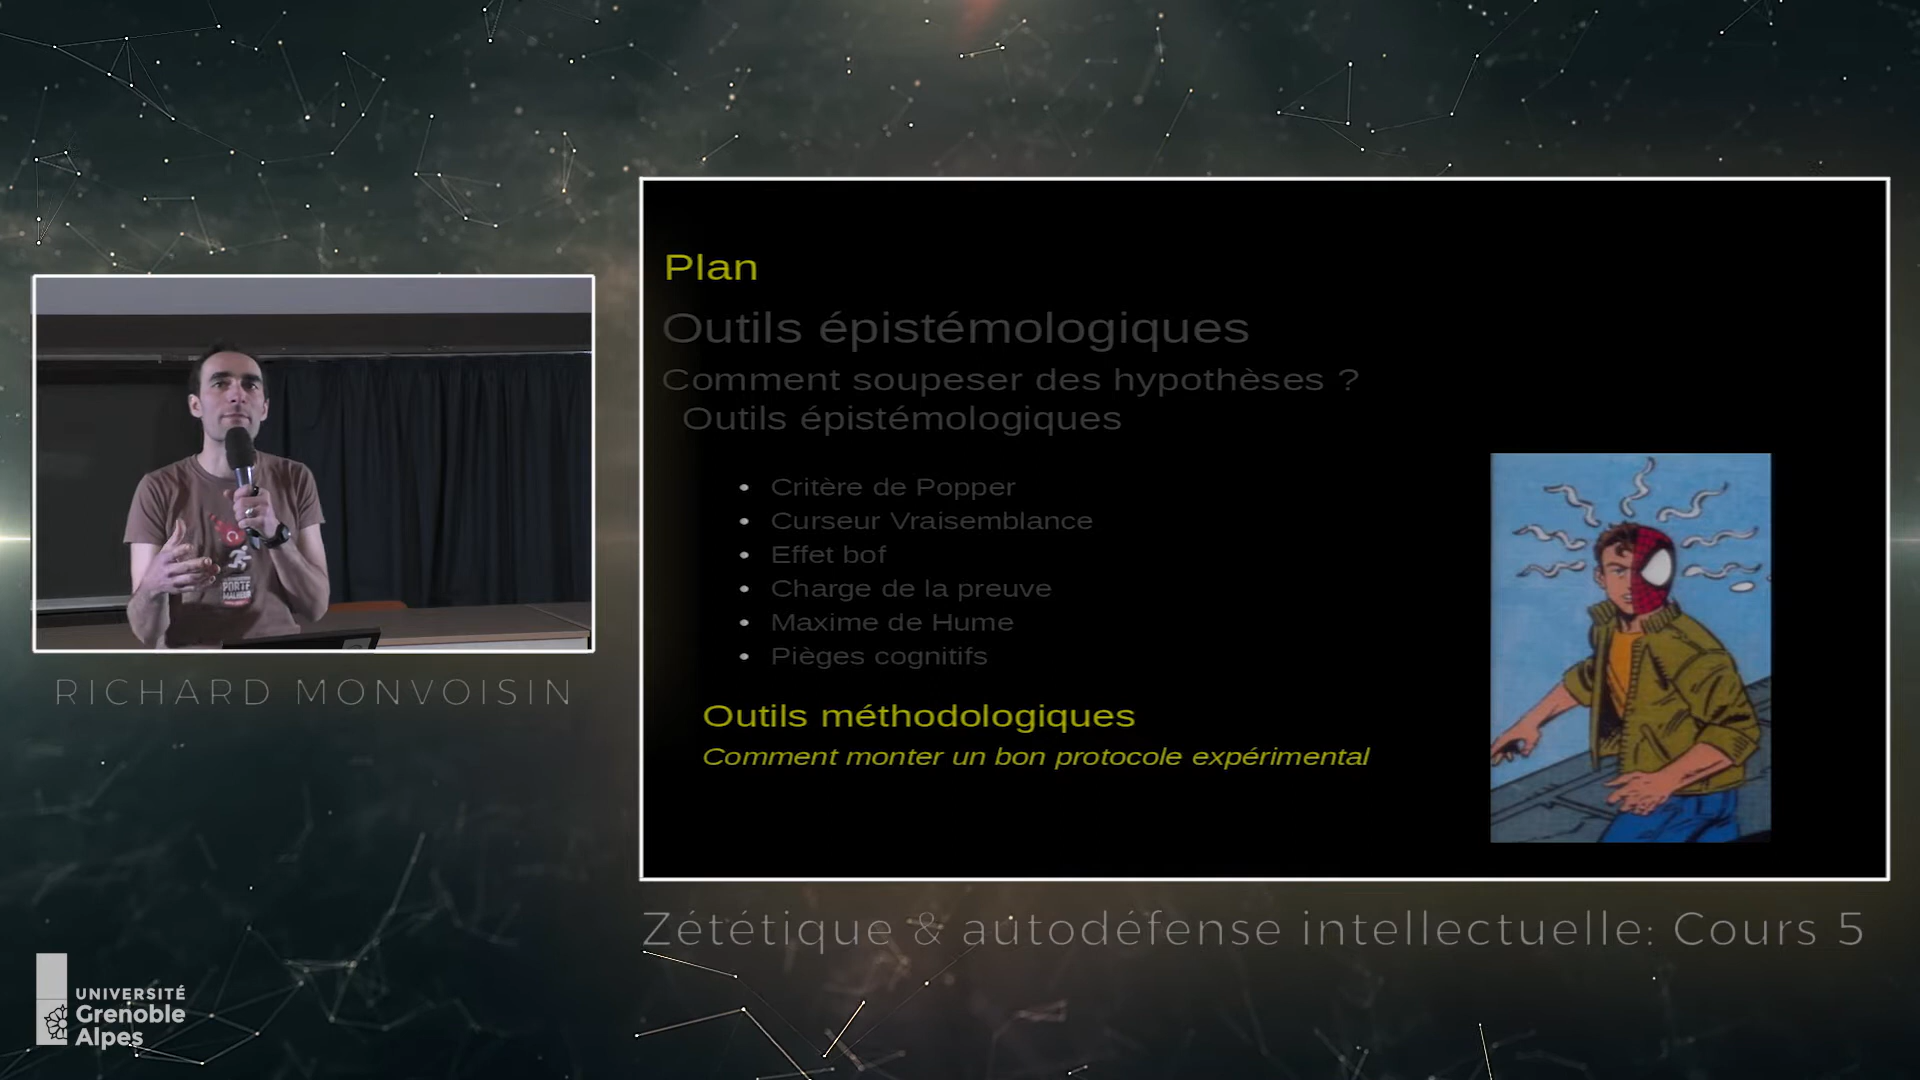 Plan
Outils épistémologiques
Comment soupeser des hypothèses ?
Outils épistémologiques
• Critère de Popper
• Curseur Vraisemblance
• Effet bof
• Charge de la preuve
• Maxime de Hume
• Pièges cognitifs
Outils méthodologiques
Comment monter un bon protocole expérimental
PORTE
MALHEUR
RICHARD MONVOISIN
Zététique & autodéfense intellectuelle: Cours 5
UNIVERSITÉ
Grenoble
Alpes